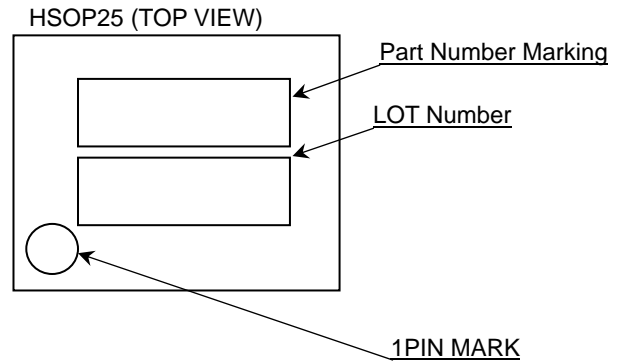 HSOP25 (TOP VIEW)
Part Number Marking
LOT Number
1PIN MARK